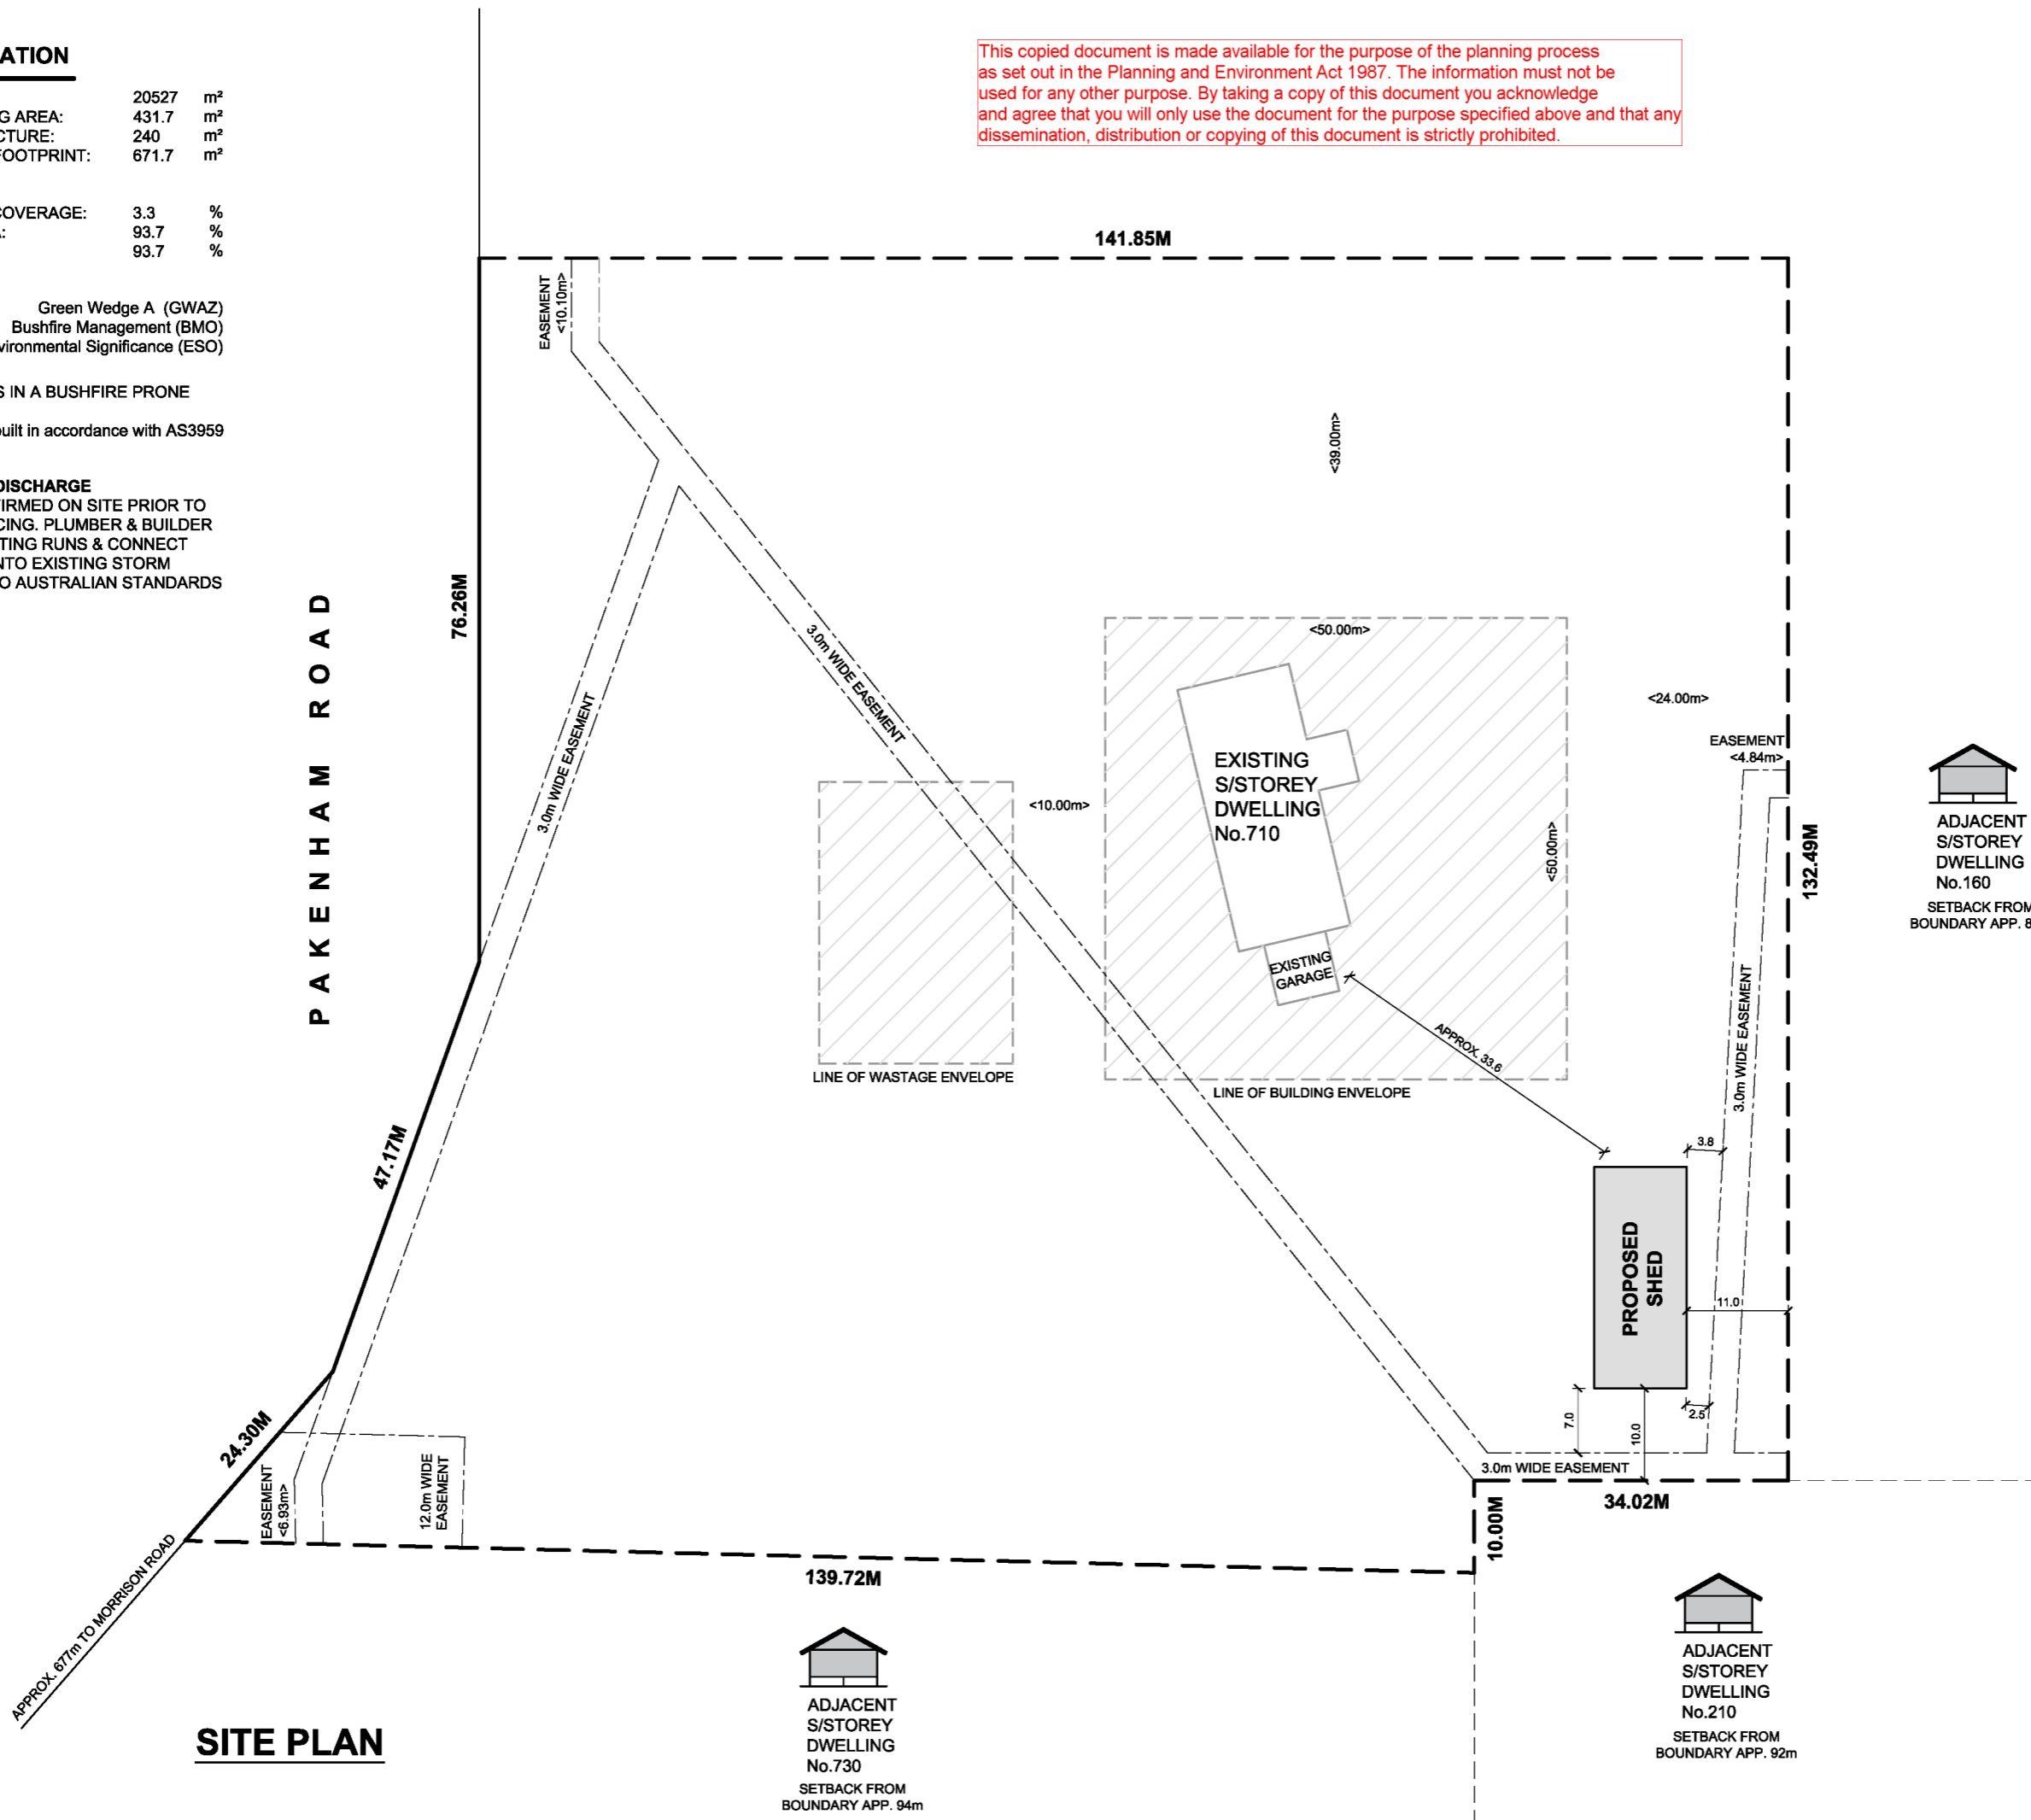 ATION
20527 m²
G AREA: 431.7 m²
CTURE: 240 m²
FOOTPRINT: 671.7 m²
COVERAGE: 3.3 %
93.7 %
93.7 %
Green Wedge A (GWAZ)
Bushfire Management (BMO)
vironmental Significance (ESO)
S IN A BUSHFIRE PRONE
built in accordance with AS3959
DISCHARGE
FIRMED ON SITE PRIOR TO
CING. PLUMBER & BUILDER
TING RUNS & CONNECT
NTO EXISTING STORM
O AUSTRALIAN STANDARDS
This copied document is made available for the purpose of the planning process
as set out in the Planning and Environment Act 1987. The information must not be
used for any other purpose. By taking a copy of this document you acknowledge
and agree that you will only use the document for the purpose specified above and that any
dissemination, distribution or copying of this document is strictly prohibited.
141.85M
EASEMENT
<10.10m>
<39.00m>
76.26M
PAKENHAM ROAD
3.0m WIDE EASEMENT
3.0m WIDE EASEMENT
<50.00m>
<24.00m>
EASEMENT
<4.84m>
EXISTING
S/STOREY
DWELLING
No.710
<10.00m>
<50.00m>
132.49M
ADJACENT
S/STOREY
DWELLING
No.160
SETBACK FROM
BOUNDARY APP. 8
EXISTING
GARAGE
3.0m WIDE EASEMENT
APPROX. 33.6
LINE OF WASTAGE ENVELOPE
LINE OF BUILDING ENVELOPE
3.8
47.17M
PROPOSED
SHED
11.0
24.30M
7.0
10.0
2.5
EASEMENT
<6.93m>
12.0m WIDE
EASEMENT
3.0m WIDE EASEMENT
34.02M
10.00M
139.72M
APPROX. 677m TO MORRISON ROAD
ADJACENT
S/STOREY
DWELLING
No.730
SETBACK FROM
BOUNDARY APP. 94m
ADJACENT
S/STOREY
DWELLING
No.210
SETBACK FROM
BOUNDARY APP. 92m
SITE PLAN